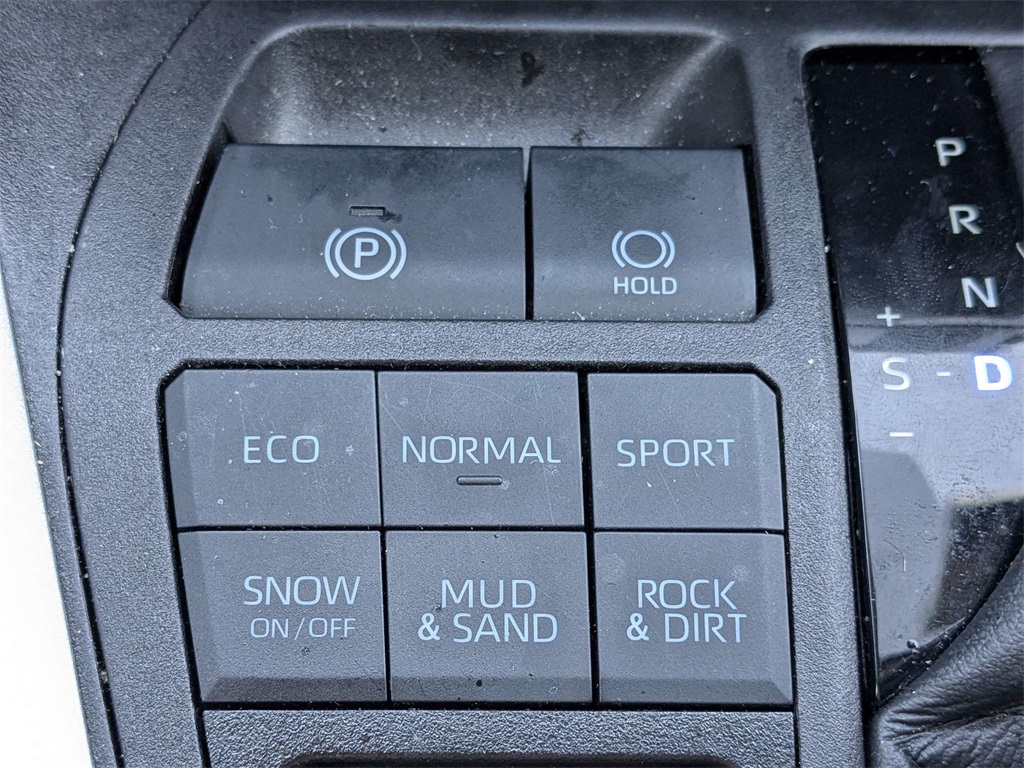 P
HOLD
ECO
NORMAL
SPORT
SNOW
ON/OFF
MUD
& SAND
ROCK
& DIRT
P
R
N
+
S - D
−